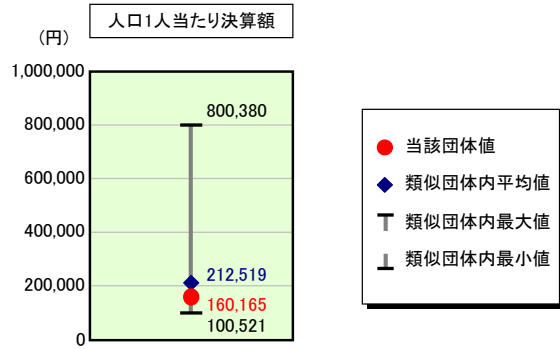 人口1人当たり決算額
(円)
1,000,000
800,000
600,000
400,000
200,000
0
800,380
212,519
160,165
100,521
当該団体値
類似団体内平均値
類似団体内最大値
類似団体内最小値